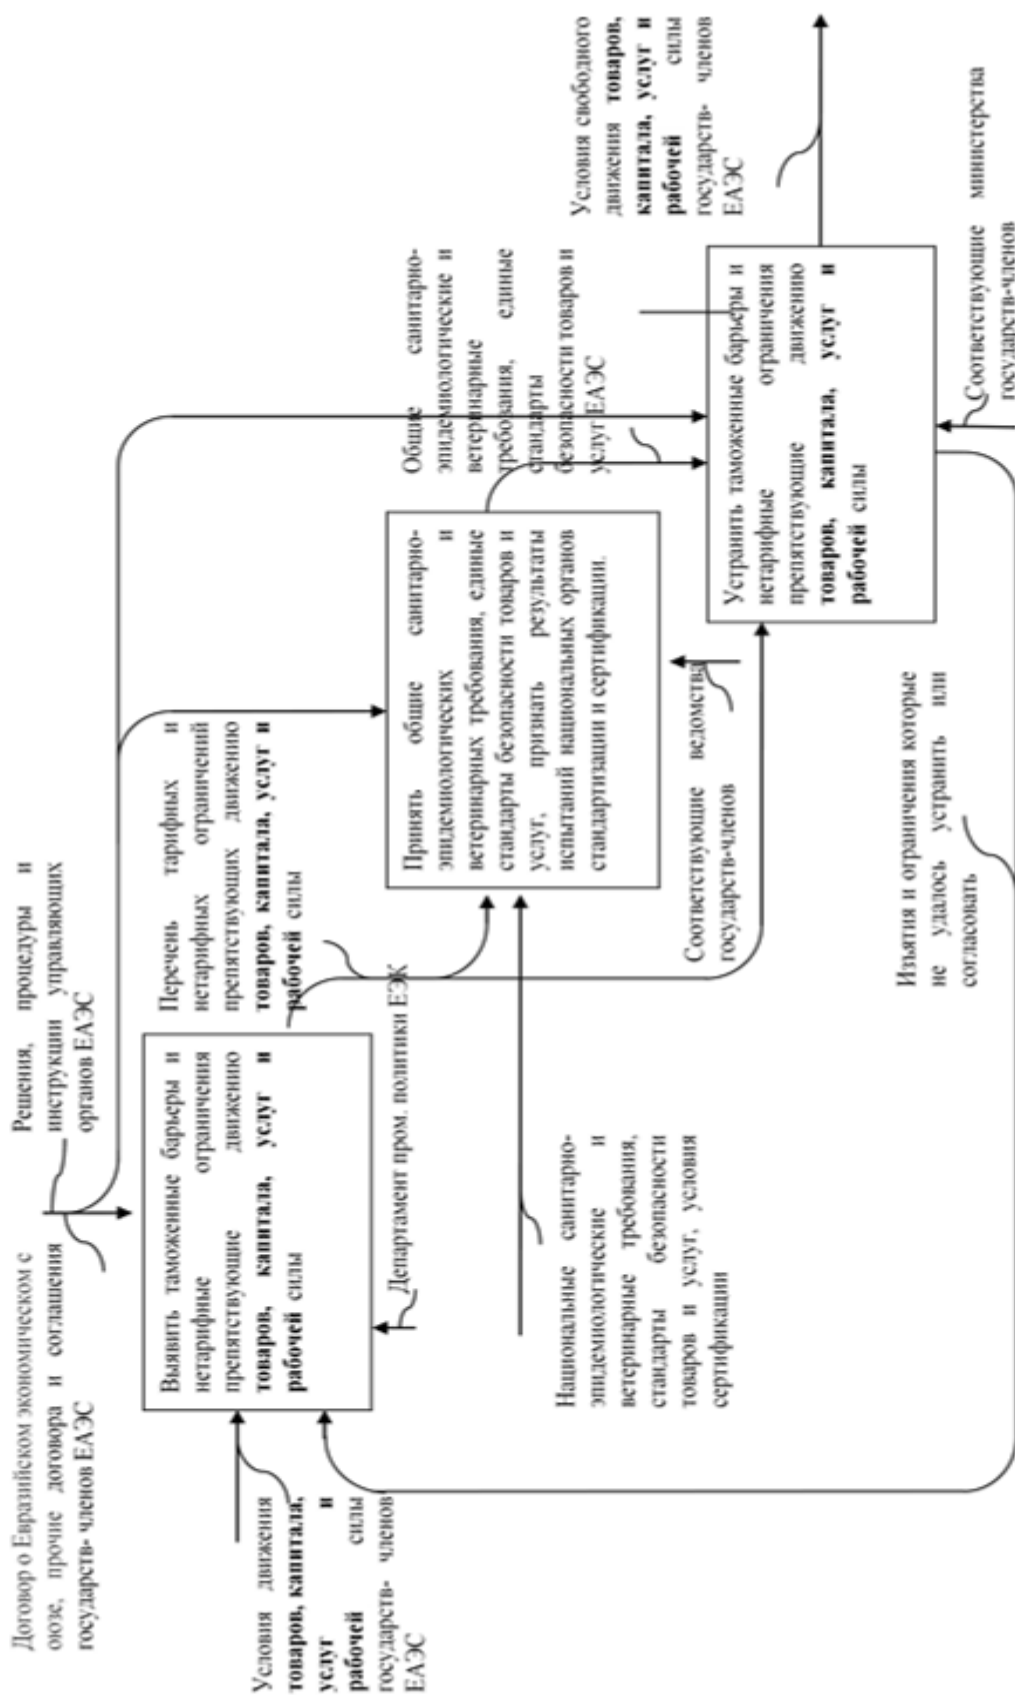 Договор о Евразийском экономическом с
оюзе, прочие договора и соглашения
государств- членов ЕАЭС
Решения, процедуры и
инструкции управляющих
органов ЕАЭС
Условия движения
товаров, капитала,
услуг и
рабочей силы
государств- членов
ЕАЭС
Выявить таможенные барьеры и
нетарифные ограничения
препятствующие движению
товаров, капитала, услуг и
рабочей силы
Перечень тарифных и
нетарифных ограничений
препятствующих движению
товаров, капитала, услуг и
рабочей силы
Департамент пром. политики ЕЭК
Национальные санитарно-
эпидемиологические и
ветеринарные требования,
стандарты безопасности
товаров и услуг, условия
сертификации
Принять общие санитарно-
эпидемиологических и
ветеринарных требования, единые
стандарты безопасности товаров и
услуг, признать результаты
испытаний национальных органов
стандартизации и сертификации.
Общие санитарно-
эпидемиологические и
ветеринарные
требования, единые
стандарты
безопасности товаров и
услуг ЕАЭС
Соответствующие ведомства
государств-членов
Устранить таможенные барьеры и
нетарифные ограничения
препятствующие движению
товаров, капитала, услуг и
рабочей силы
Условия свободного
движения товаров,
капитала, услуг и
рабочей силы
государств- членов
ЕАЭС
Соответствующие министерства
государств-членов
Изъятия и ограничения которые
не удалось устранить или
согласовать